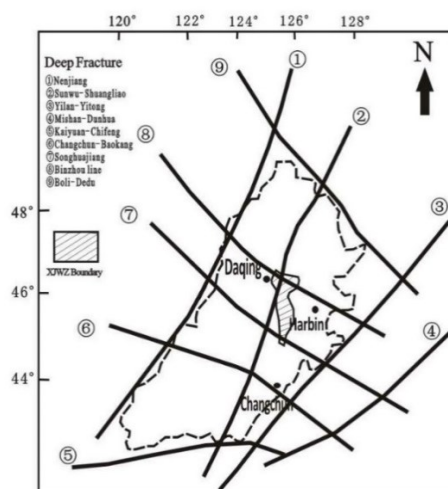 120° 122° 124° 126° 128°
Deep Fracture
①Nenjiang
②Sunwu-Shuangliao
③Yilan-Yitong
④Mishan-Dunhua
⑤Kaiyuan-Chifeng
⑥Changchun-Baokang
⑦Songhuajiang
⑧Binzhou line
⑨Boli-Dedu
XJWZ Boundary
N
①
⑨
②
⑧
③
48°
⑦
Daqing
46°
Harbin
④
⑥
44°
Changchun
⑤